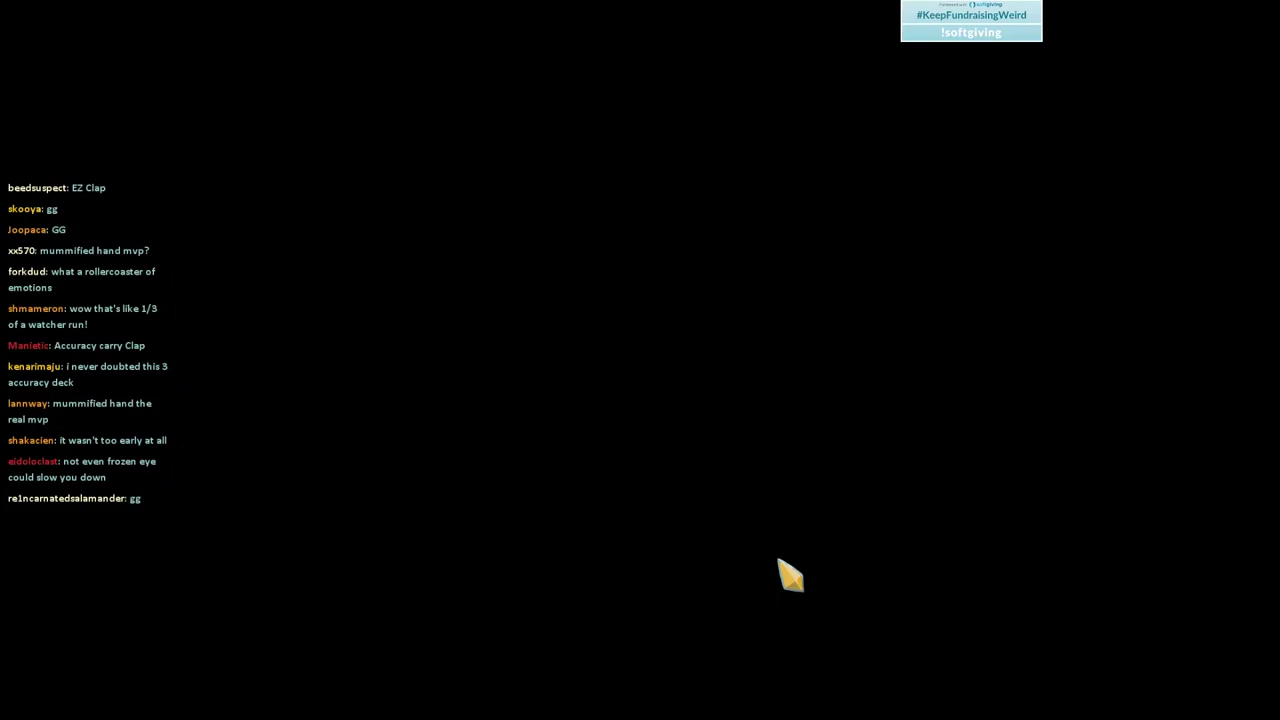 Partnered with softgiving
#KeepFundraisingWeird
!softgiving
beedsuspect: EZ Clap
skooya: gg
Joopaca: GG
xx570: mummified hand mvp?
forkdud: what a rollercoaster of
emotions
shmameron: wow that's like 1/3
of a watcher run!
Manietic: Accuracy carry Clap
kenarimaju: i never doubted this 3
accuracy deck
lannway: mummified hand the
real mvp
shakacien: it wasn't too early at all
eidoloclast: not even frozen eye
could slow you down
re1ncarnatedsalamander: gg